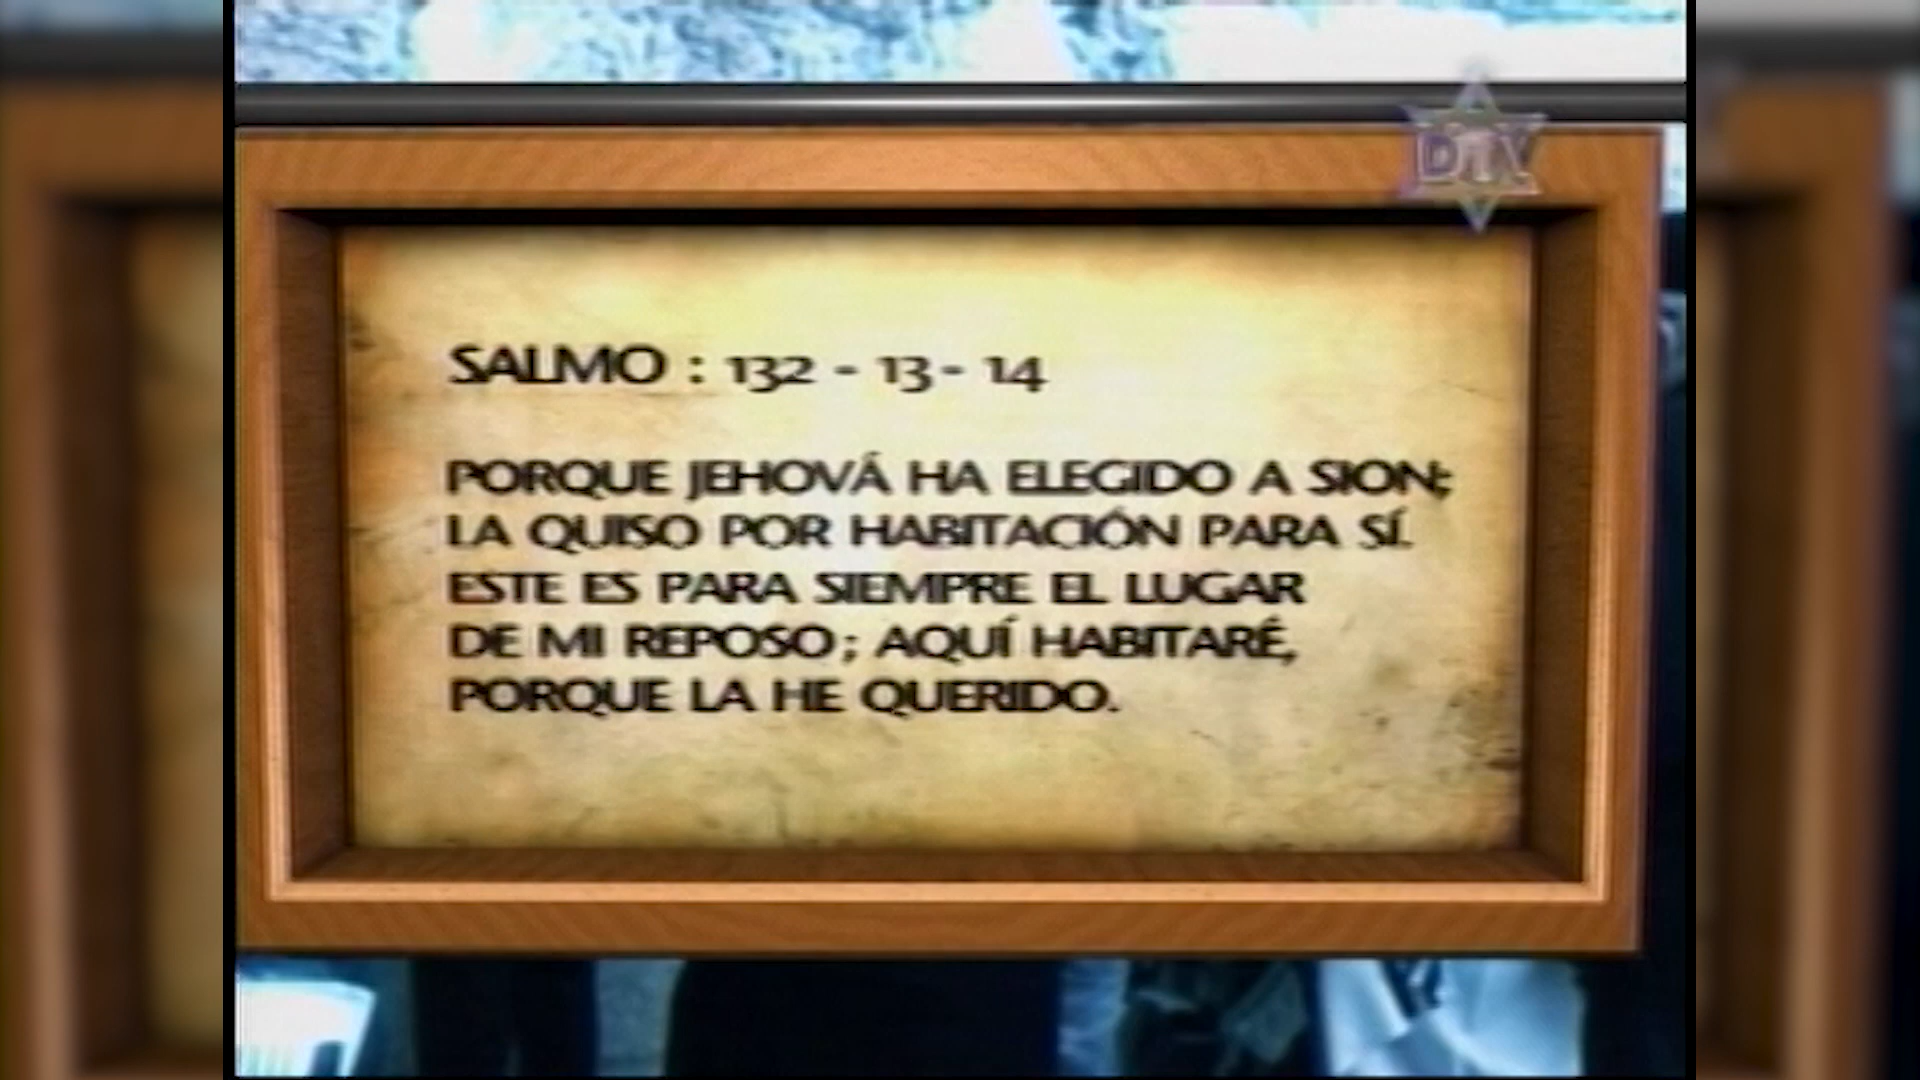 SALMO : 132 - 13 - 14
PORQUE JEHOVÁ HA ELEGIDO A SION;
LA QUISO POR HABITACIÓN PARA SÍ.
ESTE ES PARA SIEMPRE EL LUGAR
DE MI REPOSO; AQUÍ HABITARÉ,
PORQUE LA HE QUERIDO.